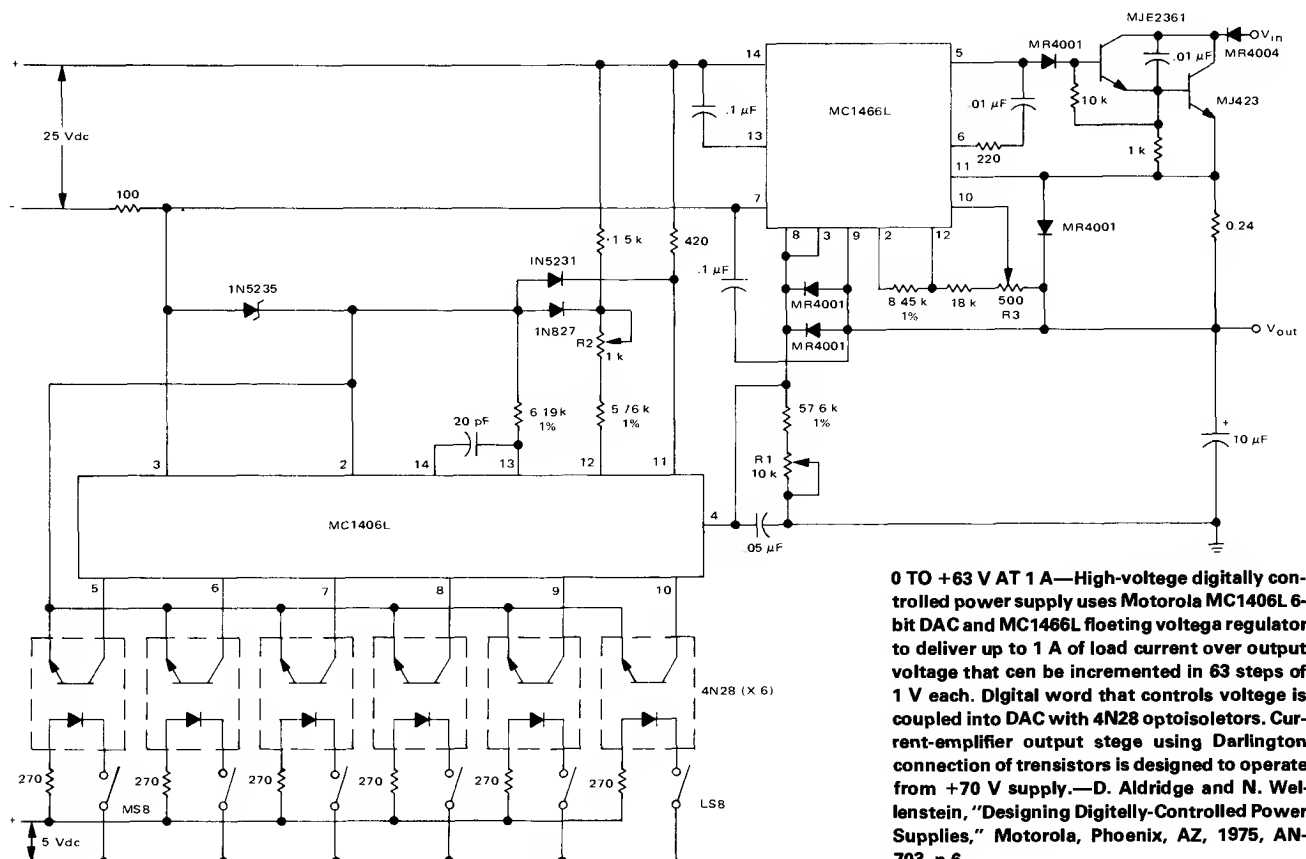 MJE2361
V_in
MR4004
MR4001
.01 µF
MJ423
10 k
1 k
+
25 Vdc
-
100
14
13
7
.1 µF
MC1466L
5
6
11
10
.01 µF
220
8
3
9
2
12
MR4001
0.24
1.5 k
420
.1 µF
1N5235
IN5231
1N827
R2
1 k
MR4001
MR4001
8 45 k
1%
18 k
500
R3
V_out
20 pF
6 19k
1%
5 76 k
1%
57 6 k
1%
R1
10 k
+
10 µF
3
2
14
13
12
11
MC1406L
4
.05 µF
5
6
7
8
9
10
4N28 (X 6)
270
270
270
270
270
270
MS8
LS8
+
5 Vdc
0 TO +63 V AT 1 A—High-voltege digitally con-
trolled power supply uses Motorola MC1406L 6-
bit DAC and MC1466L floeting voltega regulator
to deliver up to 1 A of load current over output
voltage that cen be incremented in 63 steps of
1 V each. Digital word that controls voltege is
coupled into DAC with 4N28 optoisoletors. Cur-
rent-emplifier output stege using Darlington
connection of trensistors is designed to operate
from +70 V supply.—D. Aldridge and N. Wel-
lenstein, "Designing Digitelly-Controlled Power
Supplies," Motorola, Phoenix, AZ, 1975, AN-
703, p 6